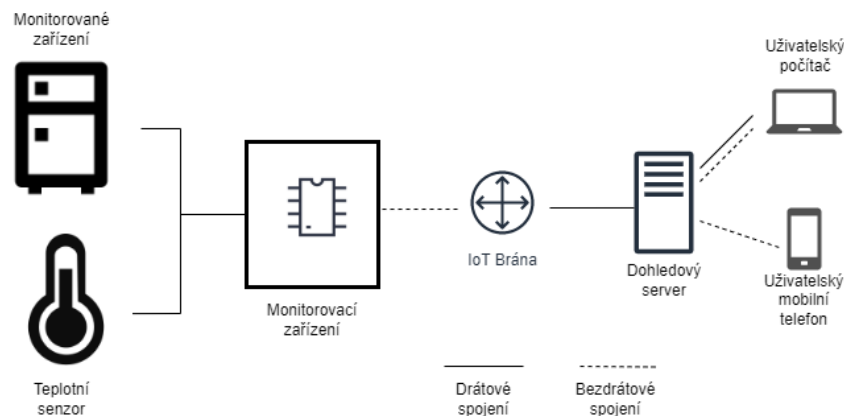 Monitorované
zařízení
Uživatelský
počítač
IoT Brána
Dohledový
server
Uživatelský
mobilní
telefon
Monitorovací
zařízení
Teplotní
senzor
Drátové
spojení
Bezdrátové
spojení